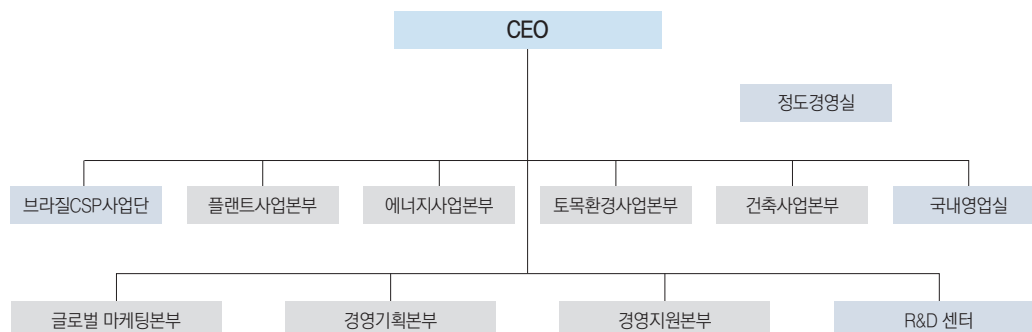 CEO
정도경영실
브라질CSP사업단
플랜트사업본부
에너지사업본부
토목환경사업본부
건축사업본부
국내영업실
글로벌 마케팅본부
경영기획본부
경영지원본부
R&D 센터